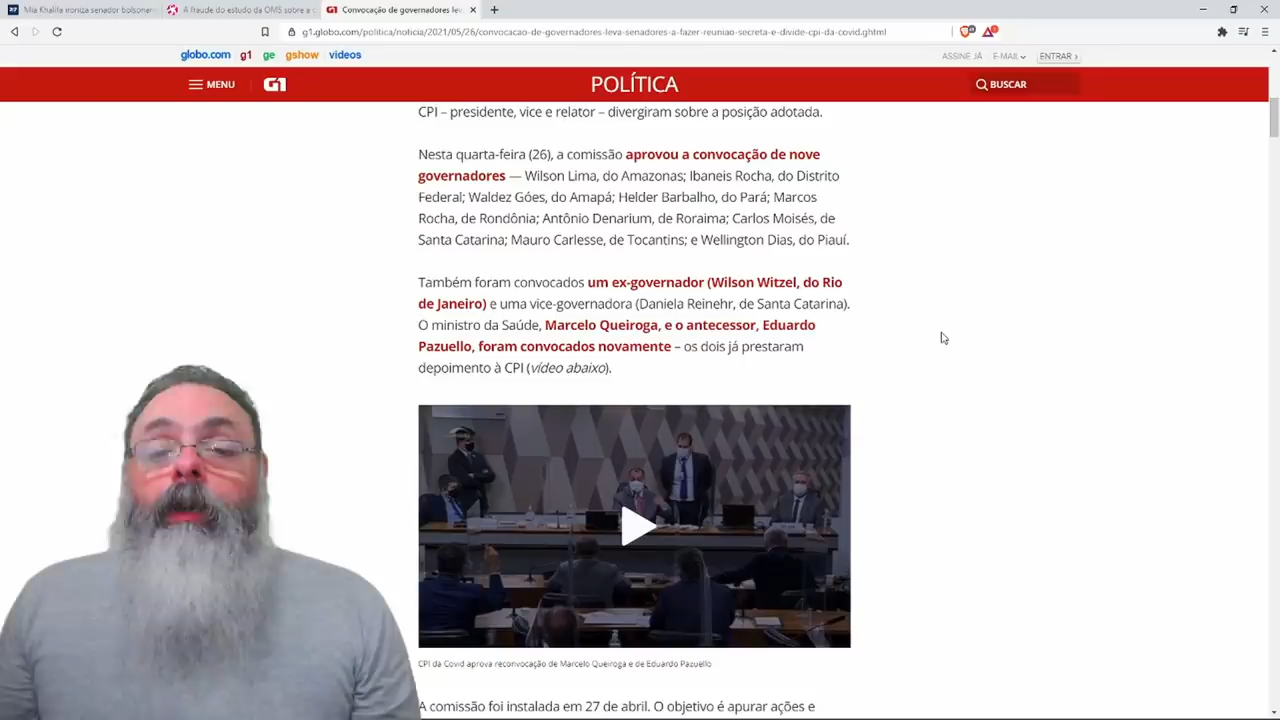 Mia Khalifa ironiza senador bolsonar
A fraude do estudo da OMS sobre a c
Convocação de governadores leva
g1.globo.com/politica/noticia/2021/05/26/convocacao-de-governadores-leva-senadores-a-fazer-reuniao-secreta-e-divide-cpi-da-covid.ghtml
globo.com g1 ge gshow videos
ASSINE JÁ E-MAIL ENTRAR
MENU G1 POLÍTICA BUSCAR
CPI – presidente, vice e relator – divergiram sobre a posição adotada.
Nesta quarta-feira (26), a comissão aprovou a convocação de nove
governadores — Wilson Lima, do Amazonas; Ibaneis Rocha, do Distrito
Federal; Waldez Góes, do Amapá; Helder Barbalho, do Pará; Marcos
Rocha, de Rondônia; Antônio Denarium, de Roraima; Carlos Moisés, de
Santa Catarina; Mauro Carlesse, de Tocantins; e Wellington Dias, do Piauí.
Também foram convocados um ex-governador (Wilson Witzel, do Rio
de Janeiro) e uma vice-governadora (Daniela Reinehr, de Santa Catarina).
O ministro da Saúde, Marcelo Queiroga, e o antecessor, Eduardo
Pazuello, foram convocados novamente – os dois já prestaram
depoimento à CPI (vídeo abaixo).
CPI da Covid aprova reconvocação de Marcelo Queiroga e de Eduardo Pazuello
A comissão foi instalada em 27 de abril. O objetivo é apurar ações e